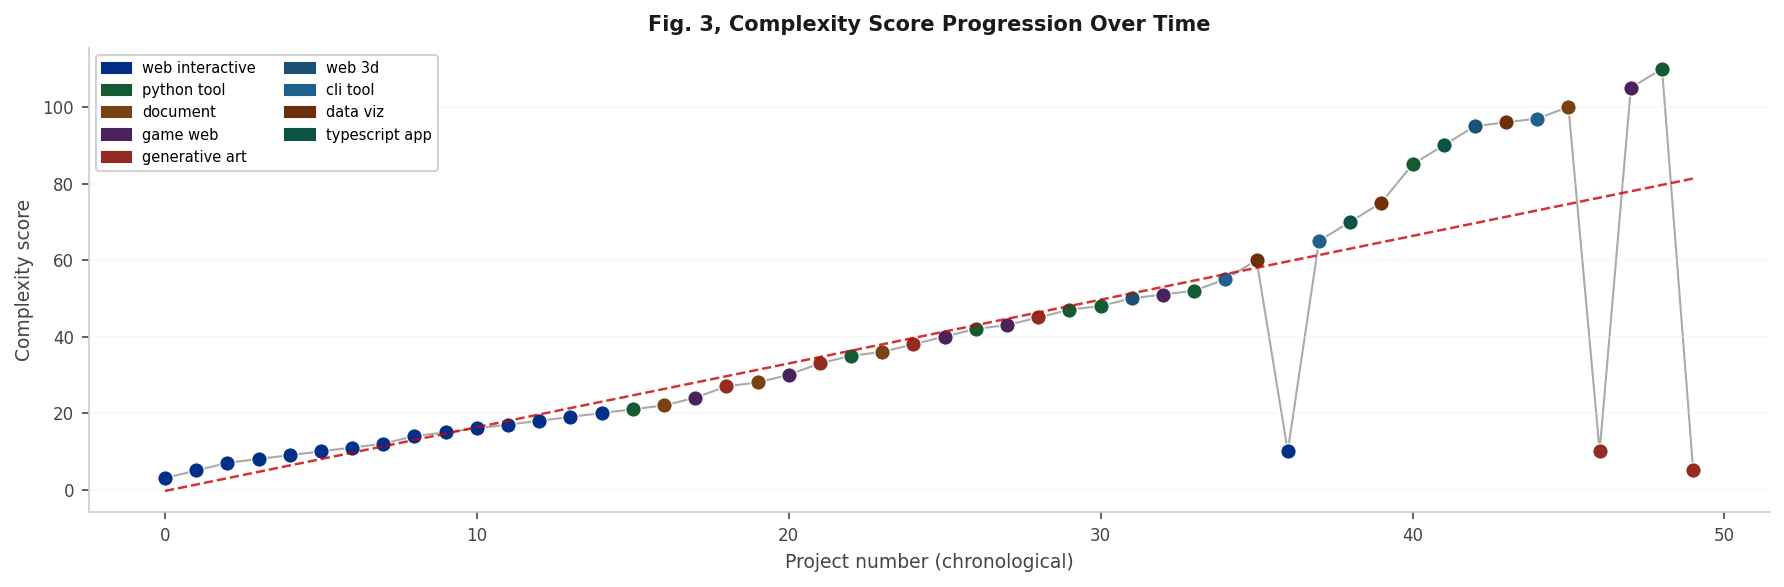 Fig. 3, Complexity Score Progression Over Time
web interactive
python tool
document
game web
generative art
web 3d
cli tool
data viz
typescript app
Complexity score
100
80
60
40
20
0
0 10 20 30 40 50
Project number (chronological)